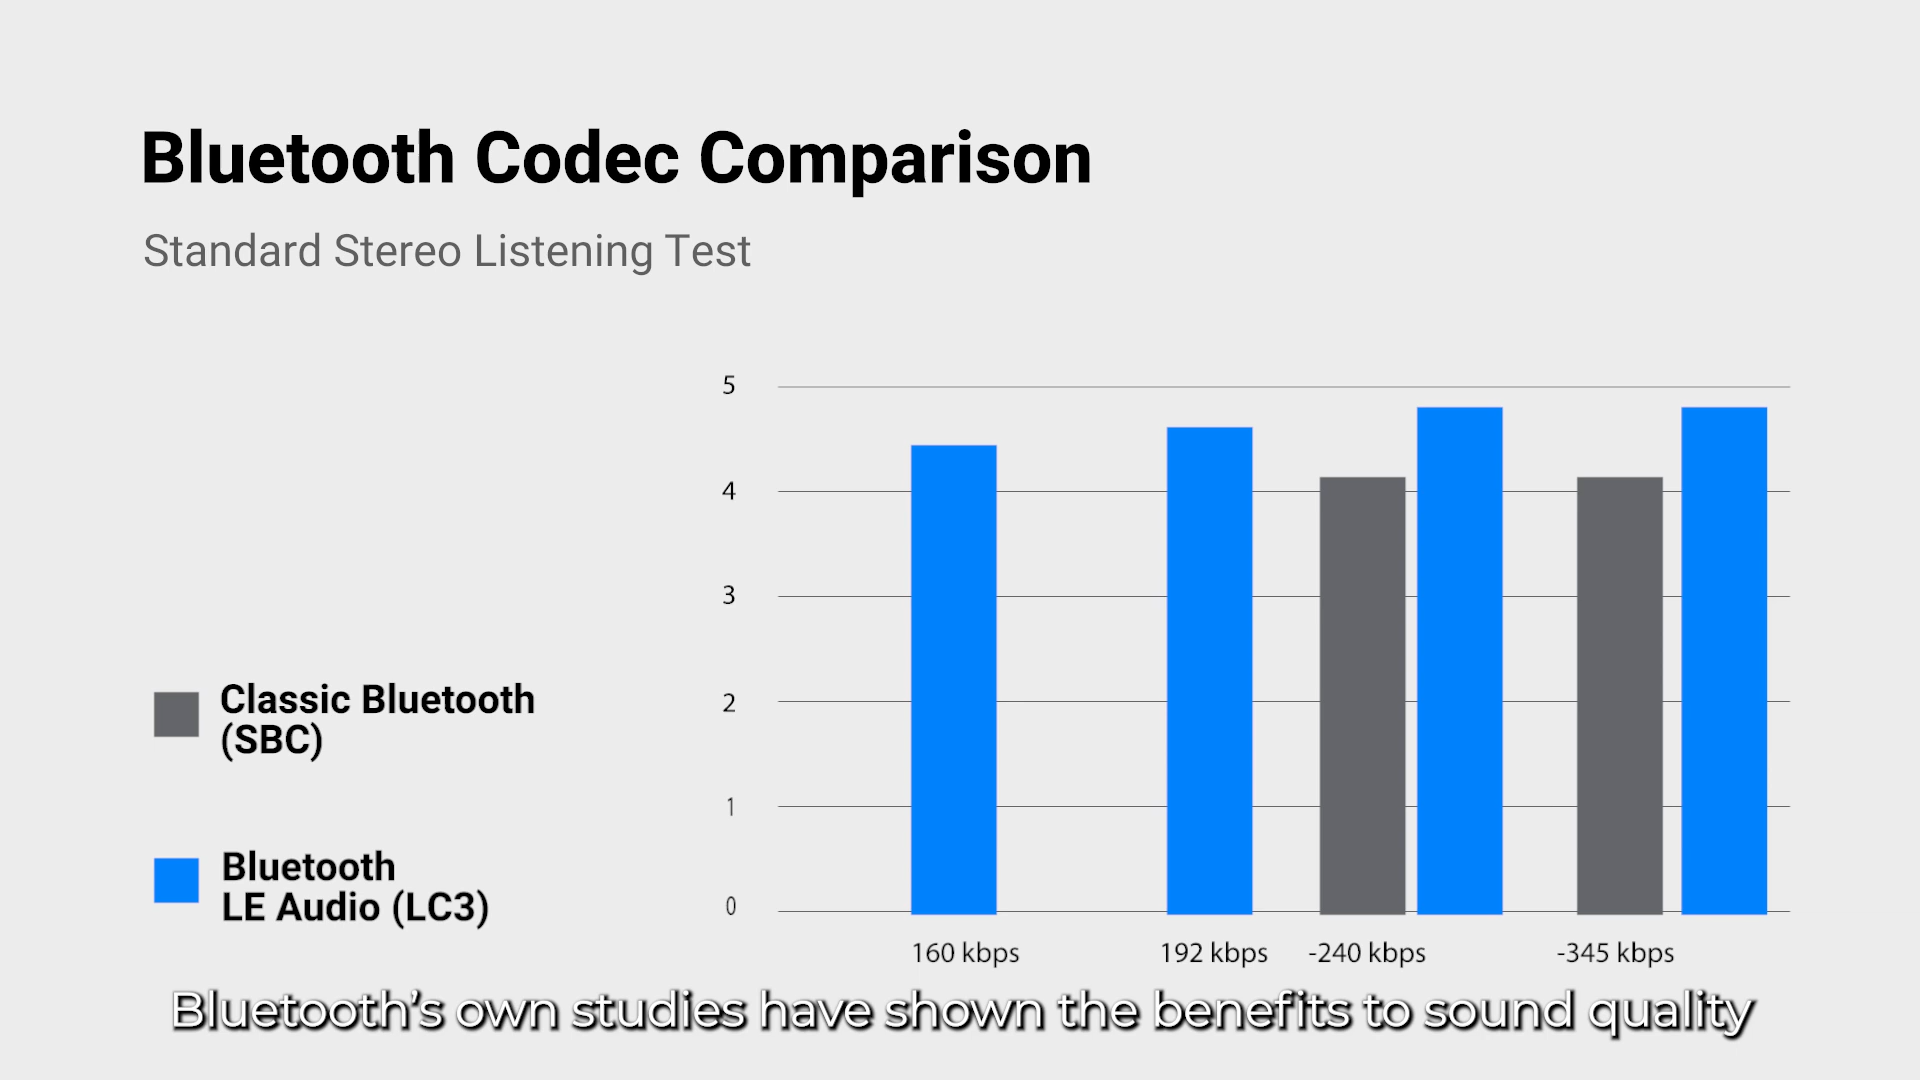 Bluetooth Codec Comparison
Standard Stereo Listening Test
5
4
3
2
1
0
Classic Bluetooth
(SBC)
Bluetooth
LE Audio (LC3)
160 kbps 192 kbps -240 kbps -345 kbps
Bluetooth’s own studies have shown the benefits to sound quality